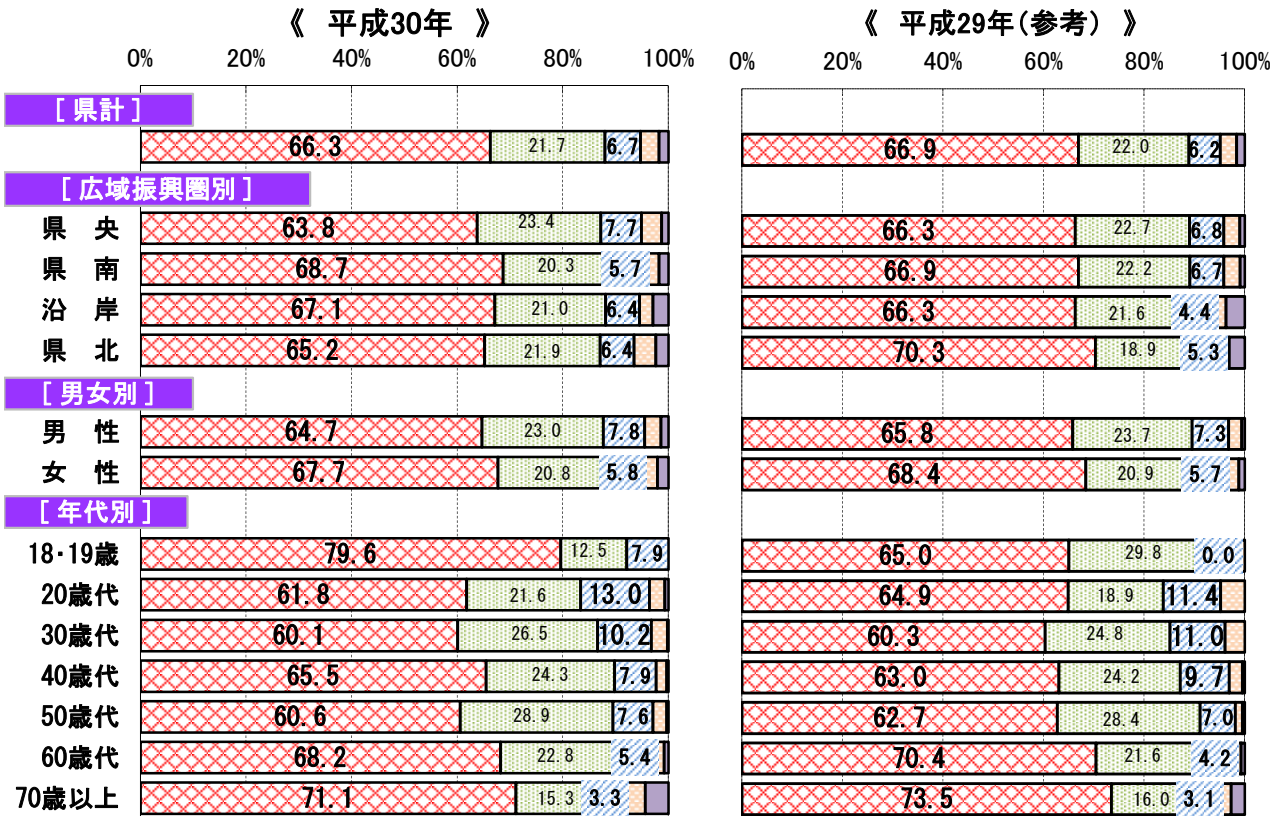 《 平成30年 》 《 平成29年(参考) 》
0% 20% 40% 60% 80% 100% 0% 20% 40% 60% 80% 100%
[ 県計 ]
66.3 21.7 6.7 66.9 22.0 6.2
[ 広域振興圏別 ]
県 央 63.8 23.4 7.7 66.3 22.7 6.8
県 南 68.7 20.3 5.7 66.9 22.2 6.7
沿 岸 67.1 21.0 6.4 66.3 21.6 4.4
県 北 65.2 21.9 6.4 70.3 18.9 5.3
[ 男女別 ]
男 性 64.7 23.0 7.8 65.8 23.7 7.3
女 性 67.7 20.8 5.8 68.4 20.9 5.7
[ 年代別 ]
18・19歳 79.6 12.5 7.9 65.0 29.8 0.0
20歳代 61.8 21.6 13.0 64.9 18.9 11.4
30歳代 60.1 26.5 10.2 60.3 24.8 11.0
40歳代 65.5 24.3 7.9 63.0 24.2 9.7
50歳代 60.6 28.9 7.6 62.7 28.4 7.0
60歳代 68.2 22.8 5.4 70.4 21.6 4.2
70歳以上 71.1 15.3 3.3 73.5 16.0 3.1